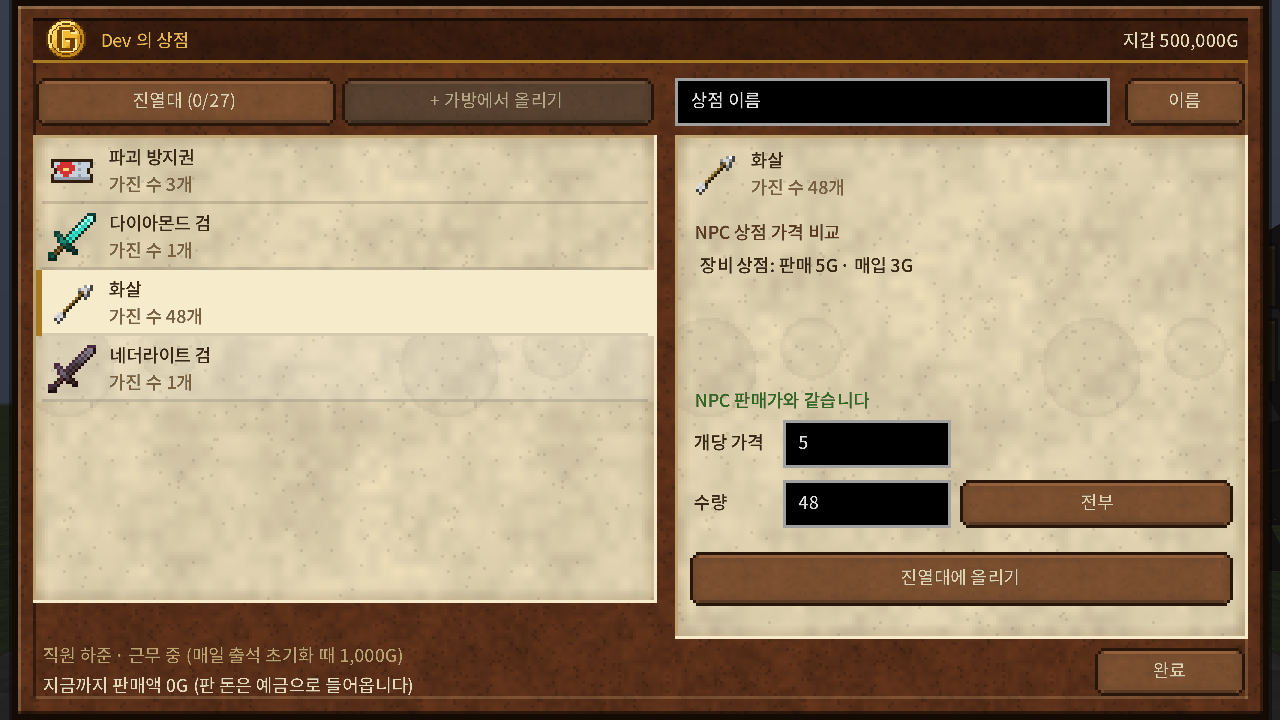 Dev 의 상점
지갑 500,000G
진열대 (0/27)
+ 가방에서 올리기
상점 이름
이름
파괴 방지권
가진 수 3개
다이아몬드 검
가진 수 1개
화살
가진 수 48개
네더라이트 검
가진 수 1개
화살
가진 수 48개
NPC 상점 가격 비교
장비 상점: 판매 5G · 매입 3G
NPC 판매가와 같습니다
개당 가격
5
수량
48
전부
진열대에 올리기
직원 하준 · 근무 중 (매일 출석 초기화 때 1,000G)
지금까지 판매액 0G (판 돈은 예금으로 들어옵니다)
완료